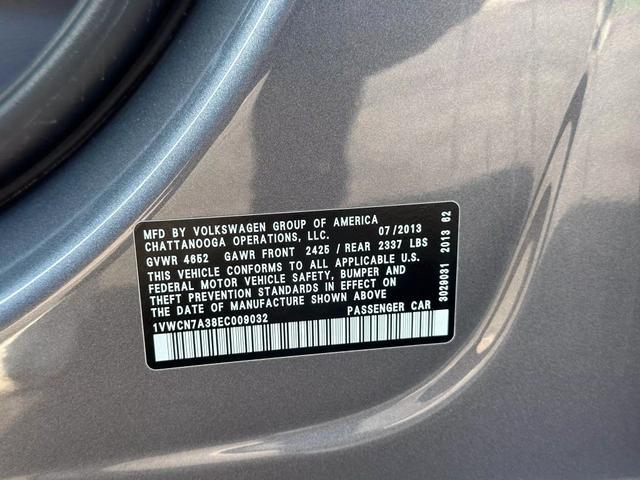 MFD BY VOLKSWAGEN GROUP OF AMERICA
CHATTANOOGA OPERATIONS, LLC. 07/2013
GVWR 4652 GAWR FRONT 2425 / REAR 2337 LBS
THIS VEHICLE CONFORMS TO ALL APPLICABLE U.S.
FEDERAL MOTOR VEHICLE SAFETY, BUMPER AND
THEFT PREVENTION STANDARDS IN EFFECT ON
THE DATE OF MANUFACTURE SHOWN ABOVE
1VWCN7A38EC009032 PASSENGER CAR
3029031 2013 62